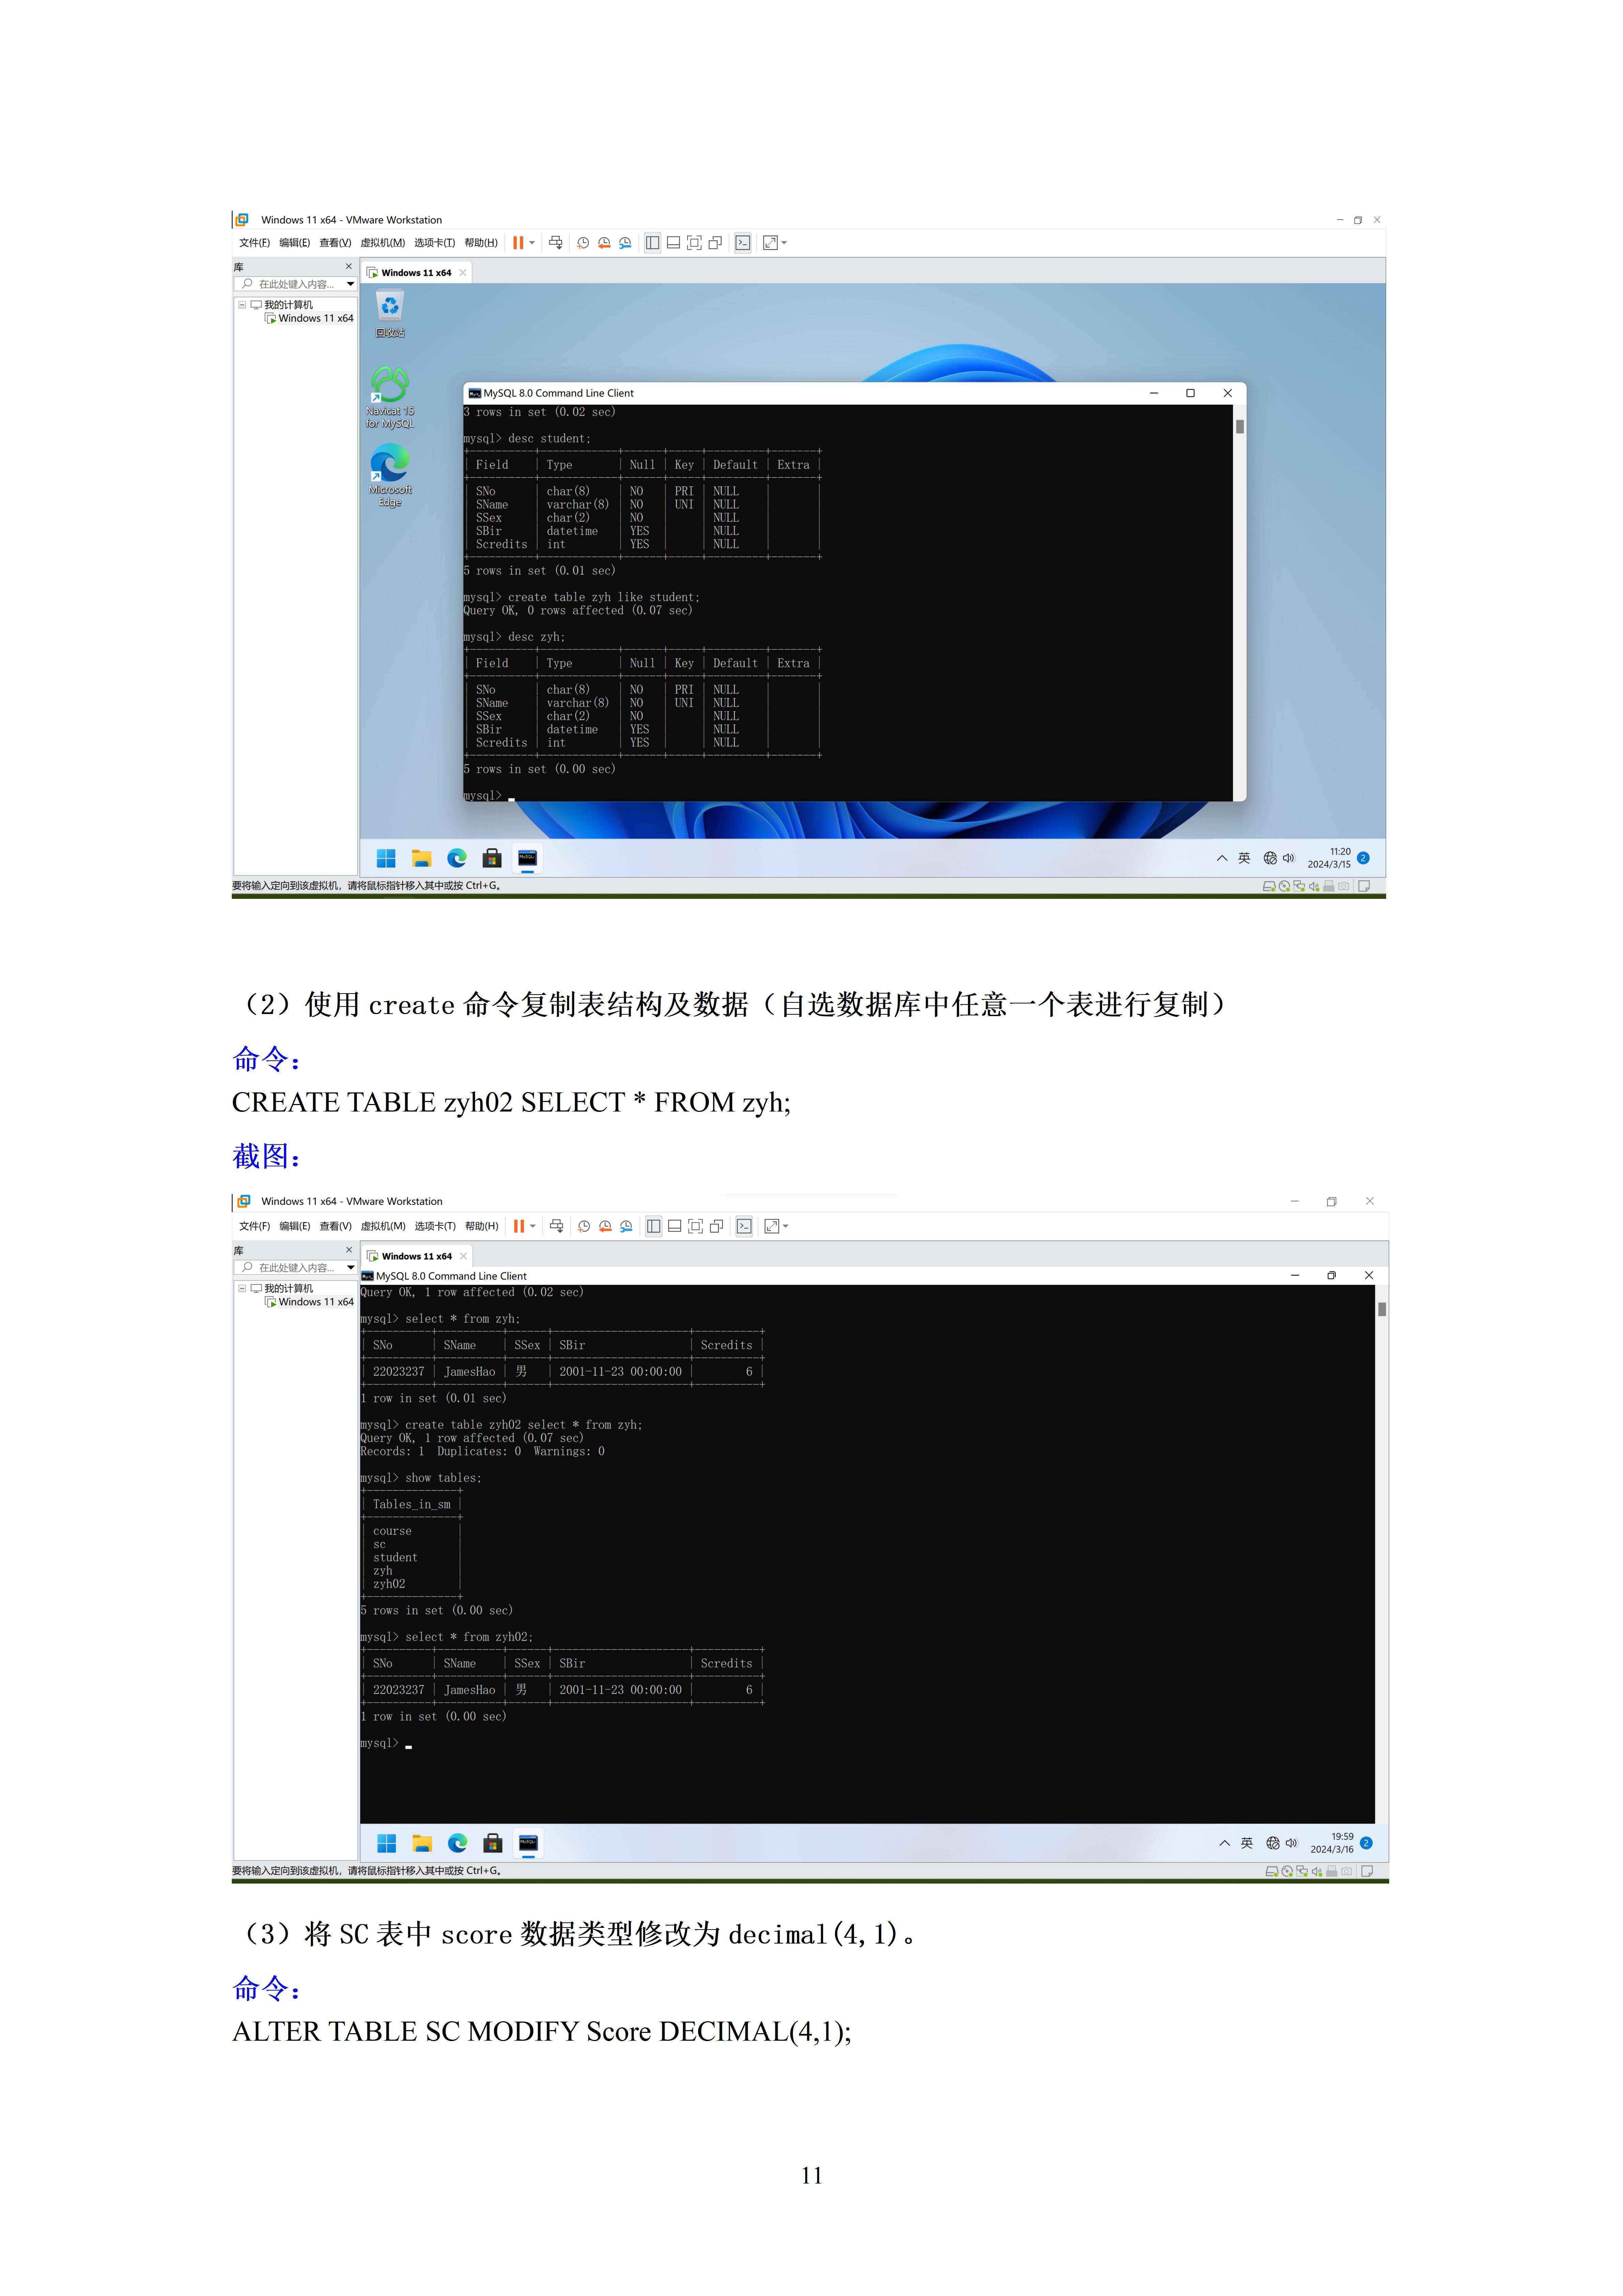 Windows 11 x64 - VMware Workstation
文件(F) 编辑(E) 查看(V) 虚拟机(M) 选项卡(T) 帮助(H)
库
Windows 11 x64
在此处键入内容...
我的计算机
Windows 11 x64
回收站
Navicat 15
for MySQL
Microsoft
Edge
MySQL 8.0 Command Line Client
3 rows in set (0.02 sec)
mysql> desc student;
+----------+------------+------+-----+---------+-------+
| Field | Type | Null | Key | Default | Extra |
+----------+------------+------+-----+---------+-------+
| SNo | char(8) | NO | PRI | NULL | |
| SName | varchar(8) | NO | UNI | NULL | |
| SSex | char(2) | NO | | NULL | |
| SBir | datetime | YES | | NULL | |
| Scredits | int | YES | | NULL | |
+----------+------------+------+-----+---------+-------+
5 rows in set (0.01 sec)
mysql> create table zyh like student;
Query OK, 0 rows affected (0.07 sec)
mysql> desc zyh;
+----------+------------+------+-----+---------+-------+
| Field | Type | Null | Key | Default | Extra |
+----------+------------+------+-----+---------+-------+
| SNo | char(8) | NO | PRI | NULL | |
| SName | varchar(8) | NO | UNI | NULL | |
| SSex | char(2) | NO | | NULL | |
| SBir | datetime | YES | | NULL | |
| Scredits | int | YES | | NULL | |
+----------+------------+------+-----+---------+-------+
5 rows in set (0.00 sec)
mysql>
英
11:20
2024/3/15
2
要将输入定向到该虚拟机，请将鼠标指针移入其中或按 Ctrl+G。
（2）使用 create 命令复制表结构及数据（自选数据库中任意一个表进行复制）
命令：
CREATE TABLE zyh02 SELECT * FROM zyh;
截图：
Windows 11 x64 - VMware Workstation
文件(F) 编辑(E) 查看(V) 虚拟机(M) 选项卡(T) 帮助(H)
库
Windows 11 x64
在此处键入内容...
我的计算机
Windows 11 x64
MySQL 8.0 Command Line Client
Query OK, 1 row affected (0.02 sec)
mysql> select * from zyh;
+----------+----------+------+---------------------+----------+
| SNo | SName | SSex | SBir | Scredits |
+----------+----------+------+---------------------+----------+
| 22023237 | JamesHao | 男 | 2001-11-23 00:00:00 | 6 |
+----------+----------+------+---------------------+----------+
1 row in set (0.01 sec)
mysql> create table zyh02 select * from zyh;
Query OK, 1 row affected (0.07 sec)
Records: 1 Duplicates: 0 Warnings: 0
mysql> show tables;
+--------------+
| Tables_in_sm |
+--------------+
| course |
| sc |
| student |
| zyh |
| zyh02 |
+--------------+
5 rows in set (0.00 sec)
mysql> select * from zyh02;
+----------+----------+------+---------------------+----------+
| SNo | SName | SSex | SBir | Scredits |
+----------+----------+------+---------------------+----------+
| 22023237 | JamesHao | 男 | 2001-11-23 00:00:00 | 6 |
+----------+----------+------+---------------------+----------+
1 row in set (0.00 sec)
mysql>
英
19:59
2024/3/16
2
要将输入定向到该虚拟机，请将鼠标指针移入其中或按 Ctrl+G。
（3）将 SC 表中 score 数据类型修改为 decimal(4,1)。
命令：
ALTER TABLE SC MODIFY Score DECIMAL(4,1);
11